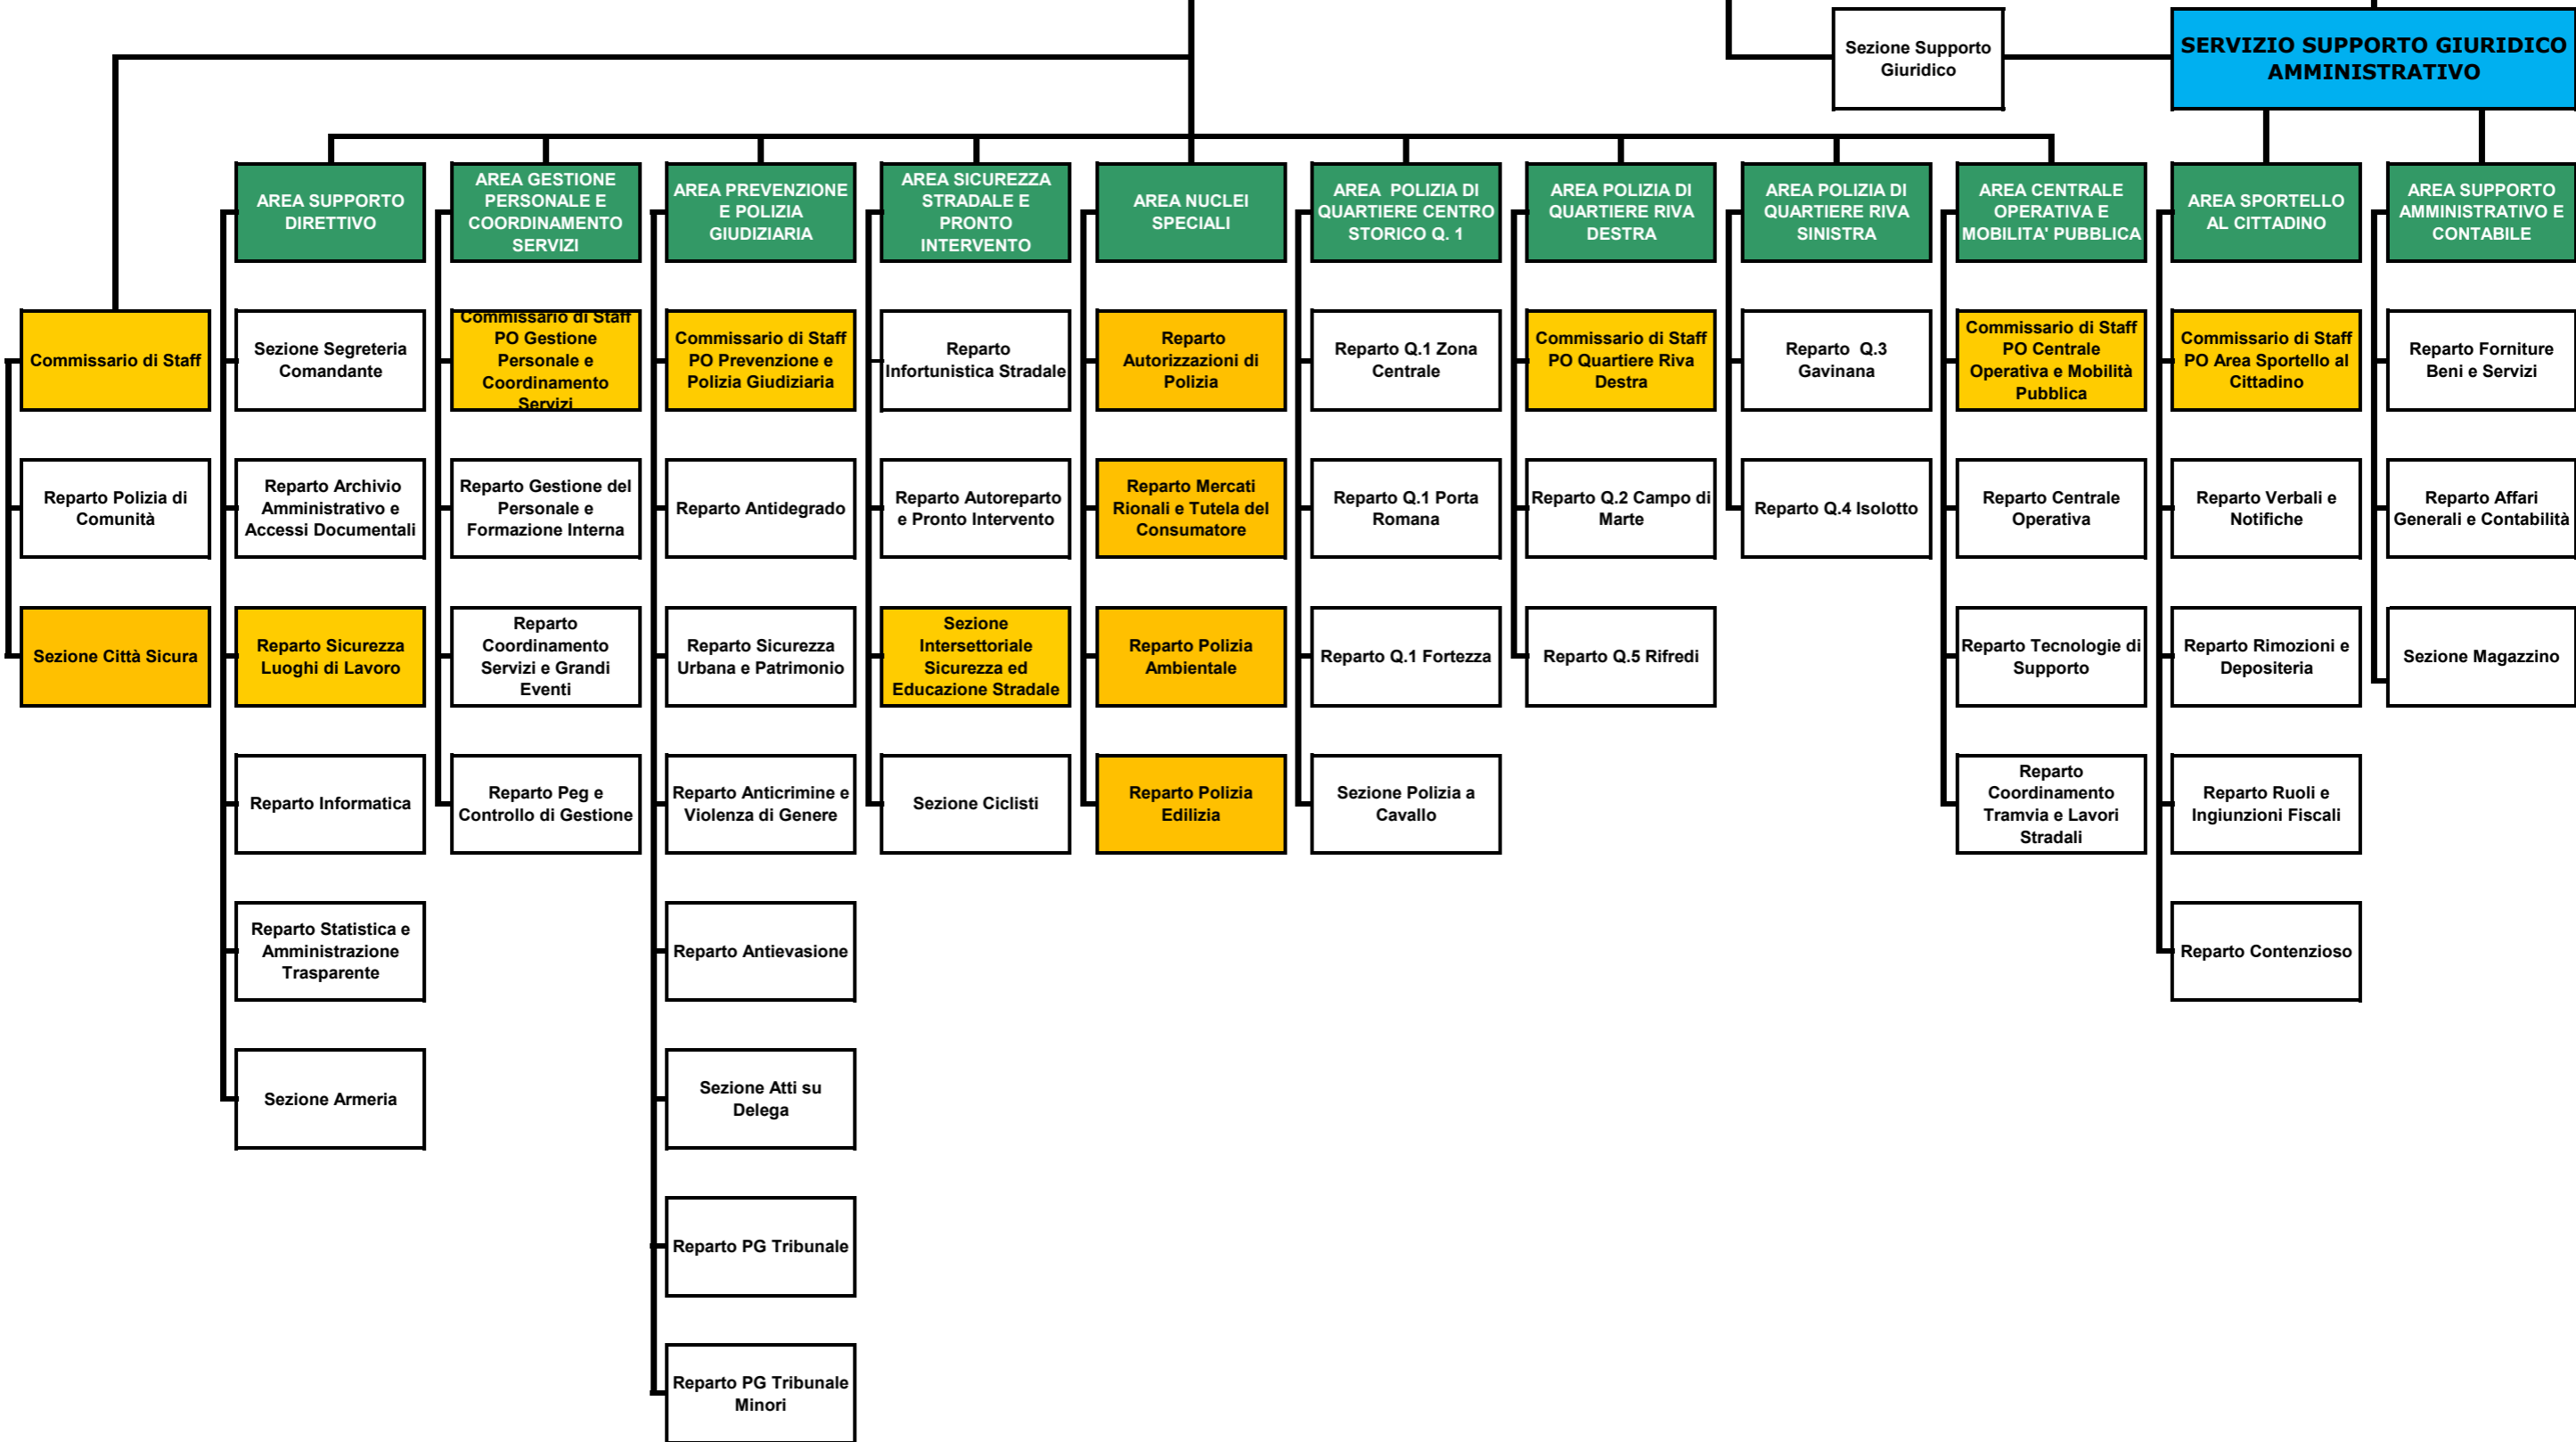 Sezione Supporto
Giuridico
SERVIZIO SUPPORTO GIURIDICO
AMMINISTRATIVO
AREA SUPPORTO
DIRETTIVO
AREA GESTIONE
PERSONALE E
COORDINAMENTO
SERVIZI
AREA PREVENZIONE
E POLIZIA
GIUDIZIARIA
AREA SICUREZZA
STRADALE E
PRONTO
INTERVENTO
AREA NUCLEI
SPECIALI
AREA  POLIZIA DI
QUARTIERE CENTRO
STORICO Q. 1
AREA POLIZIA DI
QUARTIERE RIVA
DESTRA
AREA POLIZIA DI
QUARTIERE RIVA
SINISTRA
AREA CENTRALE
OPERATIVA E
MOBILITA' PUBBLICA
AREA SPORTELLO
AL CITTADINO
AREA SUPPORTO
AMMINISTRATIVO E
CONTABILE
Commissario di Staff
Sezione Segreteria
Comandante
Commissario di Staff
PO Gestione
Personale e
Coordinamento
Servizi
Commissario di Staff
PO Prevenzione e
Polizia Giudiziaria
Reparto
Infortunistica Stradale
Reparto
Autorizzazioni di
Polizia
Reparto Q.1 Zona
Centrale
Commissario di Staff
PO Quartiere Riva
Destra
Reparto  Q.3
Gavinana
Commissario di Staff
PO Centrale
Operativa e Mobilità
Pubblica
Commissario di Staff
PO Area Sportello al
Cittadino
Reparto Forniture
Beni e Servizi
Reparto Polizia di
Comunità
Reparto Archivio
Amministrativo e
Accessi Documentali
Reparto Gestione del
Personale e
Formazione Interna
Reparto Antidegrado
Reparto Autoreparto
e Pronto Intervento
Reparto Mercati
Rionali e Tutela del
Consumatore
Reparto Q.1 Porta
Romana
Reparto Q.2 Campo di
Marte
Reparto Q.4 Isolotto
Reparto Centrale
Operativa
Reparto Verbali e
Notifiche
Reparto Affari
Generali e Contabilità
Sezione Città Sicura
Reparto Sicurezza
Luoghi di Lavoro
Reparto
Coordinamento
Servizi e Grandi
Eventi
Reparto Sicurezza
Urbana e Patrimonio
Sezione
Intersettoriale
Sicurezza ed
Educazione Stradale
Reparto Polizia
Ambientale
Reparto Q.1 Fortezza
Reparto Q.5 Rifredi
Reparto Tecnologie di
Supporto
Reparto Rimozioni e
Depositeria
Sezione Magazzino
Reparto Informatica
Reparto Peg e
Controllo di Gestione
Reparto Anticrimine e
Violenza di Genere
Sezione Ciclisti
Reparto Polizia
Edilizia
Sezione Polizia a
Cavallo
Reparto
Coordinamento
Tramvia e Lavori
Stradali
Reparto Ruoli e
Ingiunzioni Fiscali
Reparto Statistica e
Amministrazione
Trasparente
Reparto Antievasione
Reparto Contenzioso
Sezione Armeria
Sezione Atti su
Delega
Reparto PG Tribunale
Reparto PG Tribunale
Minori